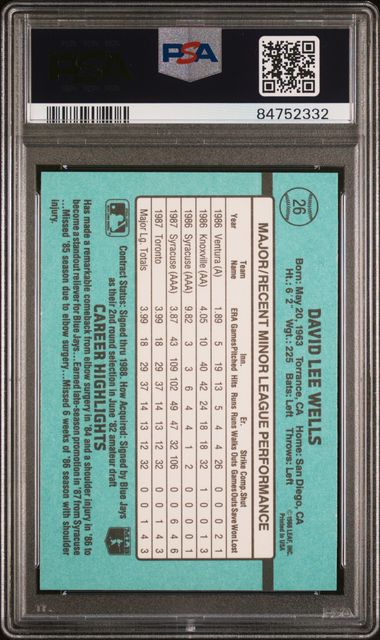 PSA
PSA
84752332
26
DAVID LEE WELLS
©1988 LEAF, INC.
Printed in USA
Born: May 20, 1963 Torrance, CA Home: San Diego, CA
Ht.: 6' 2" Wgt.: 225 Bats: Left Throws: Left
MAJOR/RECENT MINOR LEAGUE PERFORMANCE
Team Inn. Er. Strike Comp. Shut
Year Name ERA Games Pitched Hits Runs Runs Walks Outs Games Outs Save Won Lost
1986 Ventura (A) 1.89 5 19 13 5 4 4 26 0 0 2 1
1986 Knoxville (AA) 4.05 10 40 42 24 18 18 32 0 0 1 3
1986 Syracuse (AAA) 9.82 3 3 6 4 4 1 2 0 0 0 1
1987 Syracuse (AAA) 3.87 43 109 102 49 47 32 106 0 0 6 4 6
1987 Toronto 3.99 18 29 37 14 13 12 32 0 0 1 4 3
Major Lg. Totals 3.99 18 29 37 14 13 12 32 0 0 1 4 3
Contract Status: Signed thru 1988. How Acquired: Signed by Blue Jays
as their 2nd round selection in June '82 amateur draft
CAREER HIGHLIGHTS
Has made a remarkable comeback from elbow surgery in '84 and a shoulder injury in '86 to
become a standout reliever for Blue Jays...Earned late-season promotion in '87 from Syracuse
...Missed '85 season due to elbow surgery...Missed 6 weeks of '86 season with shoulder
injury.